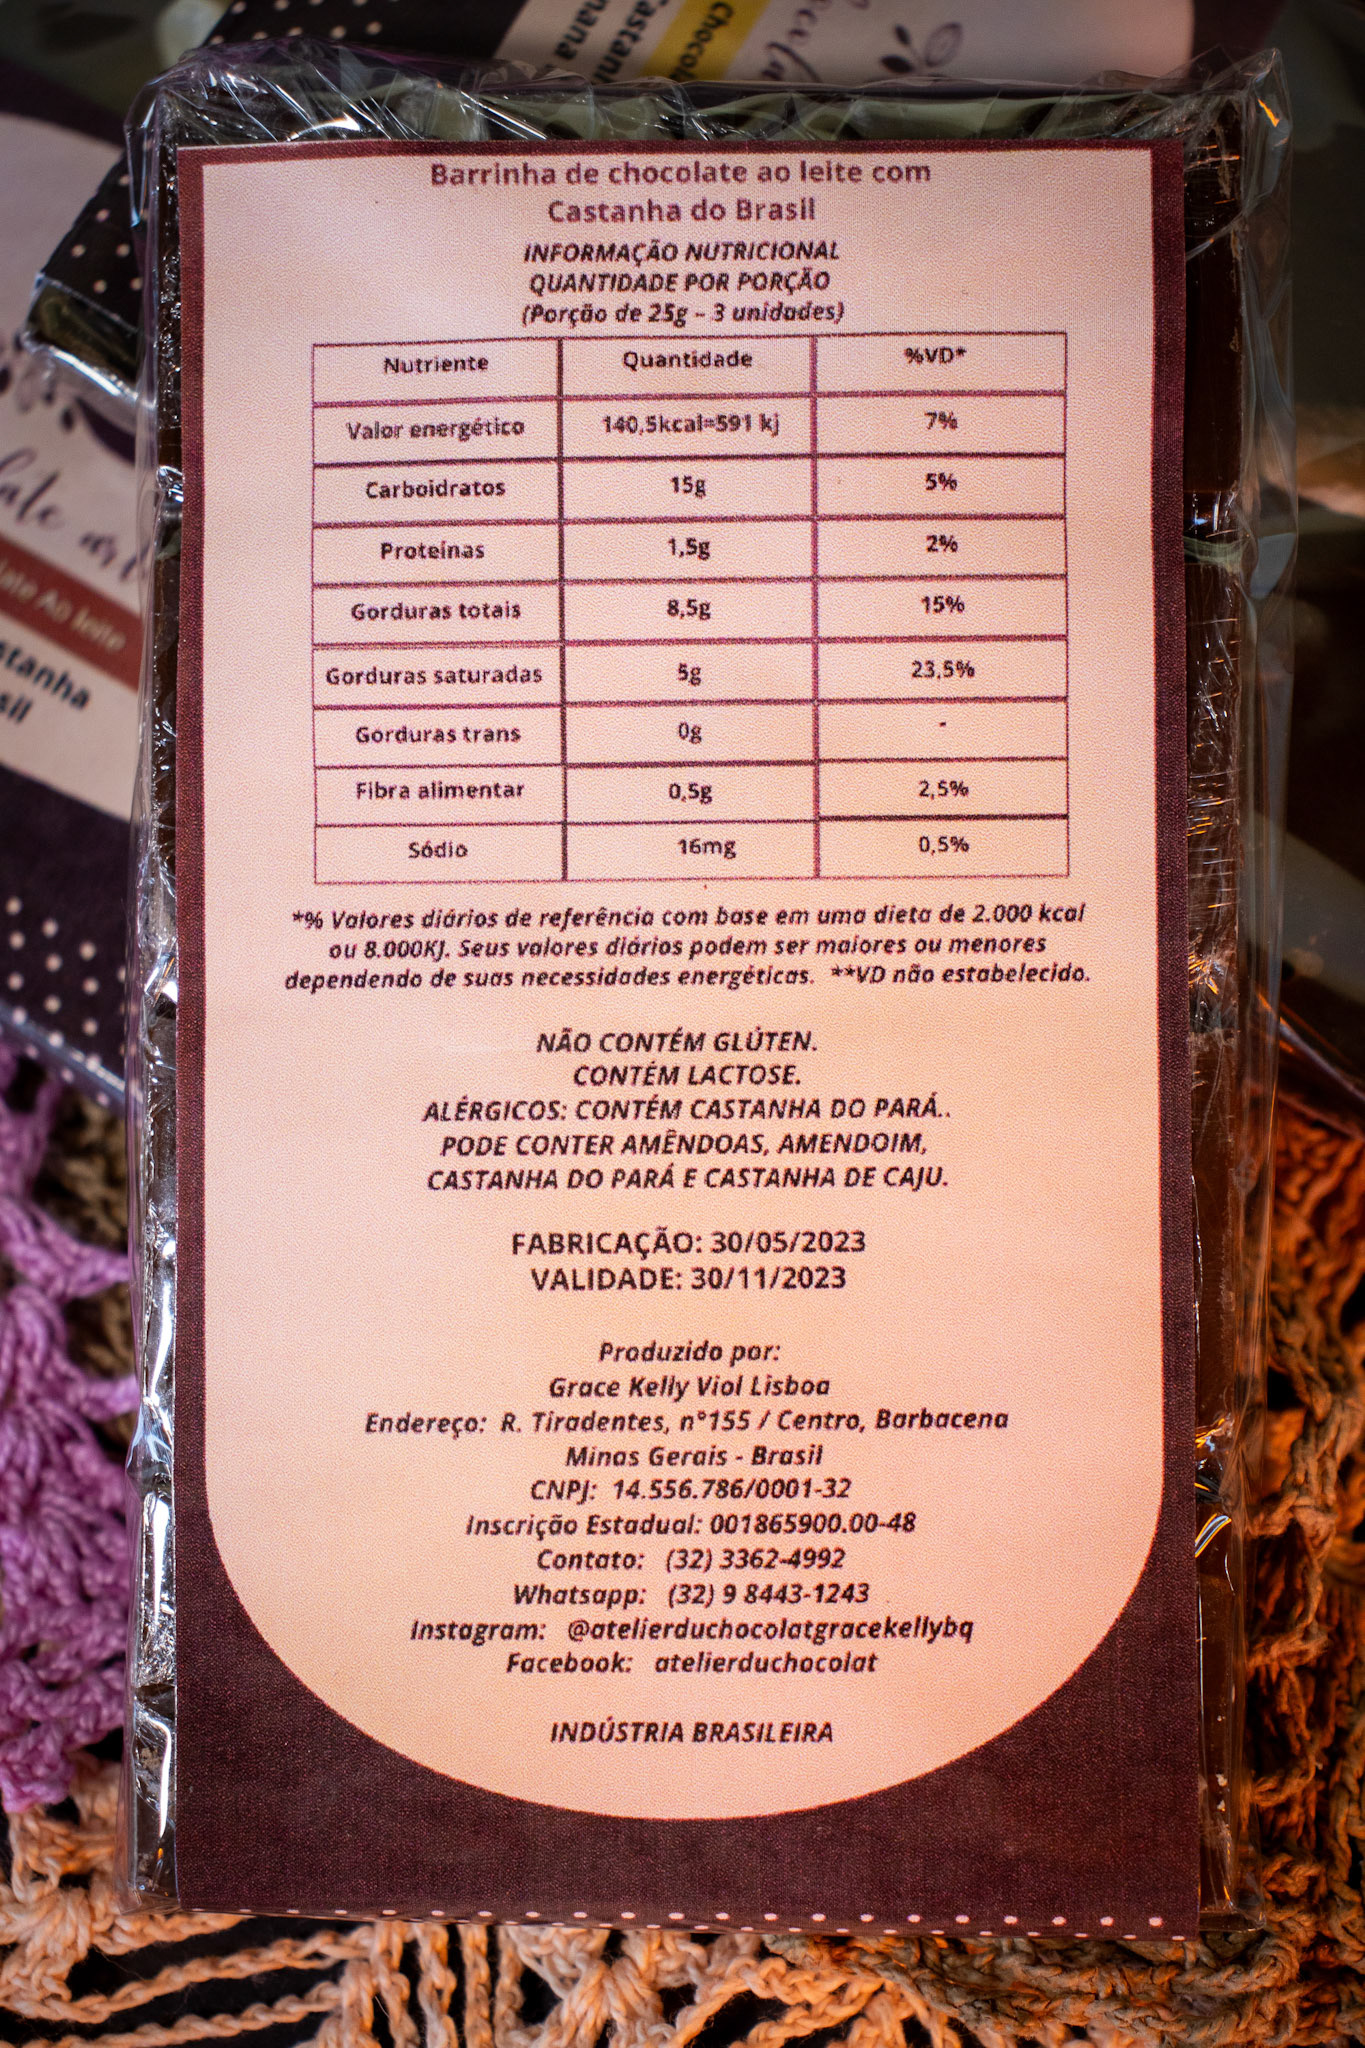 Chocola
Barrinha de chocolate ao leite com
Castanha do Brasil
INFORMAÇÃO NUTRICIONAL
QUANTIDADE POR PORÇÃO
(Porção de 25g – 3 unidades)
Nutriente Quantidade %VD*
Valor energético 140,5kcal=591 kj 7%
Carboidratos 15g 5%
Proteínas 1,5g 2%
Gorduras totais 8,5g 15%
Gorduras saturadas 5g 23,5%
Gorduras trans 0g -
Fibra alimentar 0,5g 2,5%
Sódio 16mg 0,5%
*% Valores diários de referência com base em uma dieta de 2.000 kcal
ou 8.000KJ. Seus valores diários podem ser maiores ou menores
dependendo de suas necessidades energéticas. **VD não estabelecido.
NÃO CONTÉM GLÚTEN.
CONTÉM LACTOSE.
ALÉRGICOS: CONTÉM CASTANHA DO PARÁ..
PODE CONTER AMÊNDOAS, AMENDOIM,
CASTANHA DO PARÁ E CASTANHA DE CAJU.
FABRICAÇÃO: 30/05/2023
VALIDADE: 30/11/2023
Produzido por:
Grace Kelly Viol Lisboa
Endereço: R. Tiradentes, n°155 / Centro, Barbacena
Minas Gerais - Brasil
CNPJ: 14.556.786/0001-32
Inscrição Estadual: 001865900.00-48
Contato: (32) 3362-4992
Whatsapp: (32) 9 8443-1243
Instagram: @atelierduchocolatgracekellybq
Facebook: atelierduchocolat
INDÚSTRIA BRASILEIRA
late Ao leite
stanha
sil